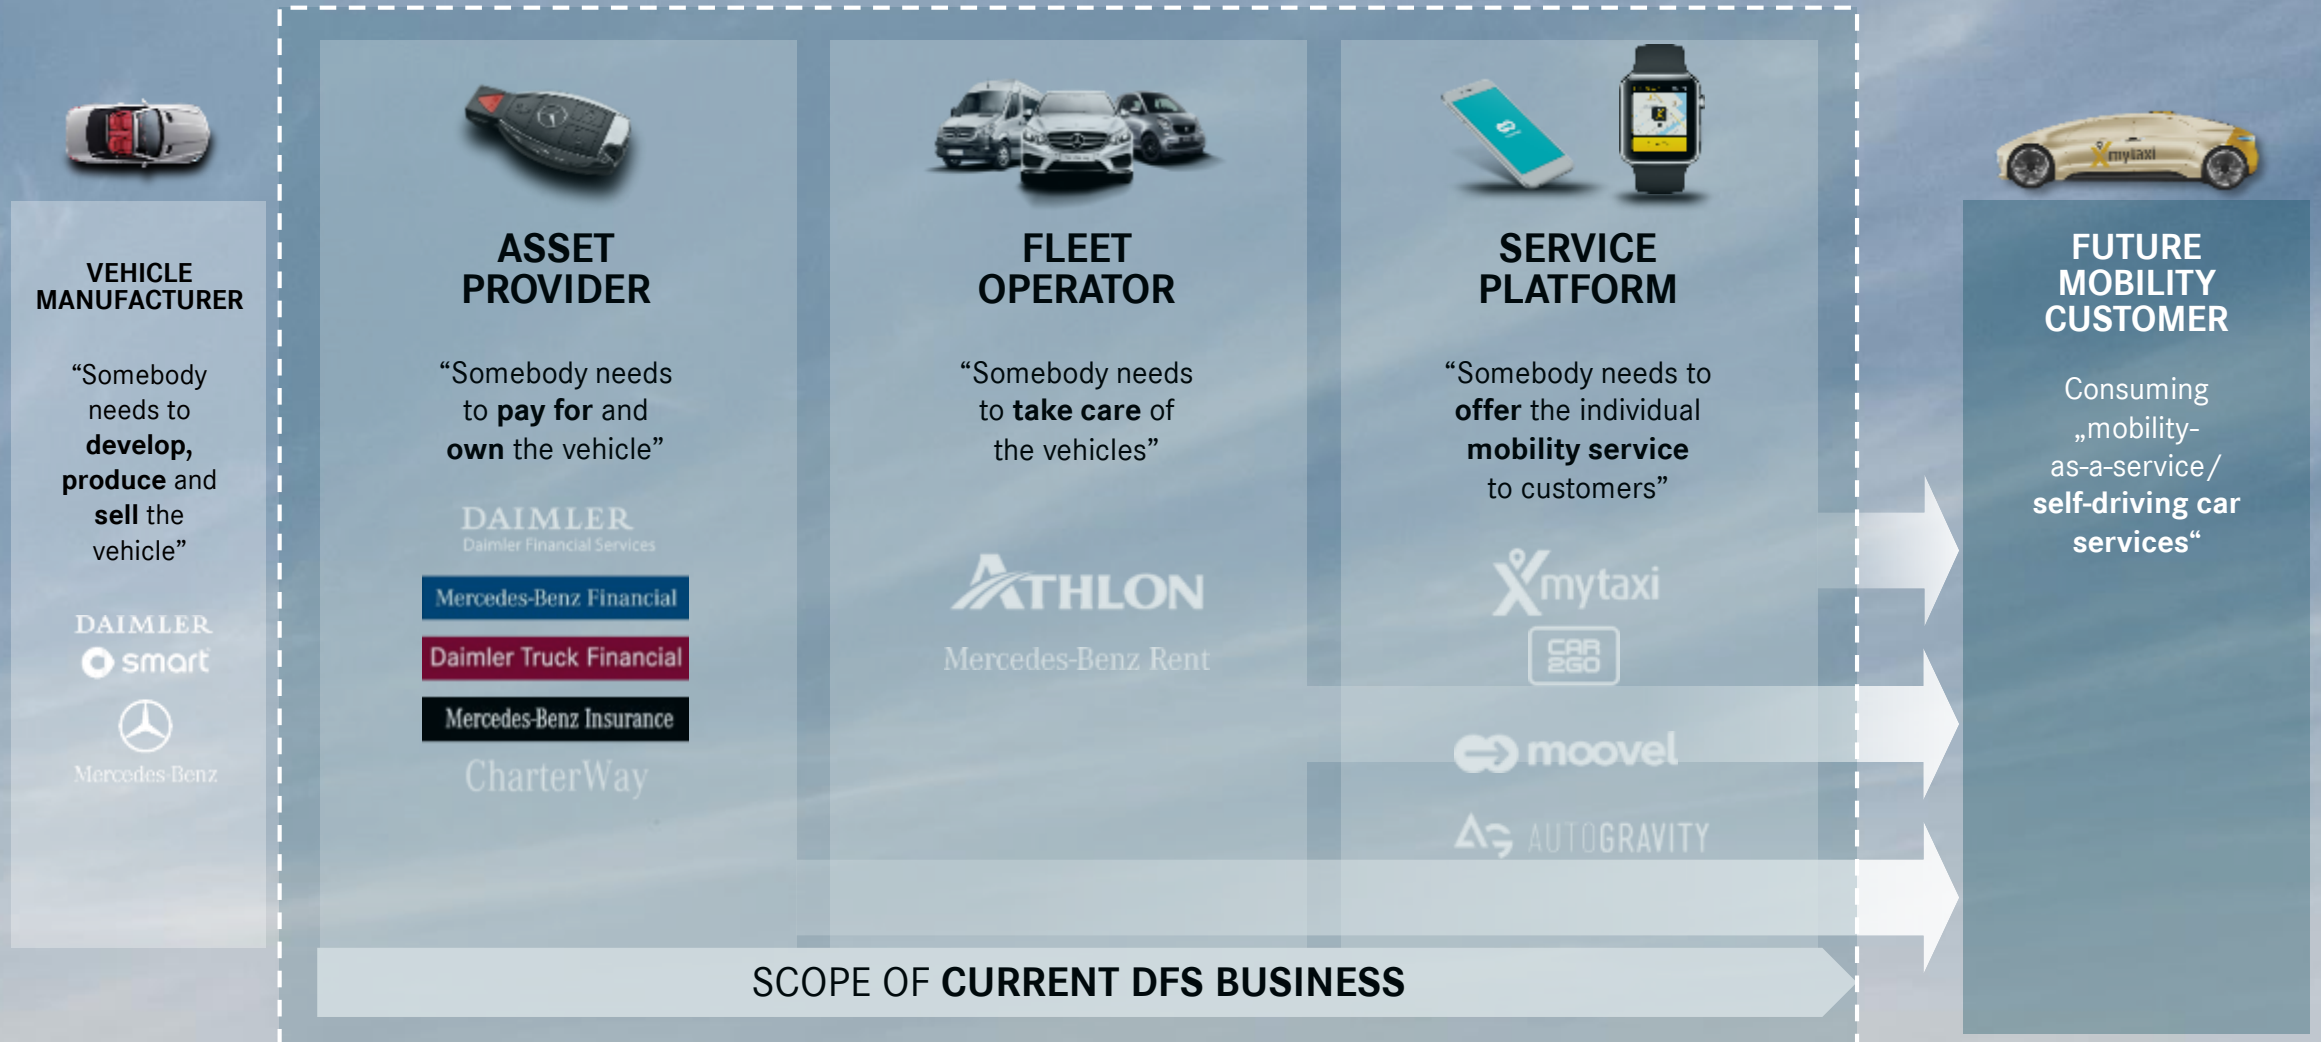 VEHICLE
MANUFACTURER
“Somebody
needs to
develop,
produce and
sell the
vehicle”
DAIMLER
smart
Mercedes-Benz
ASSET
PROVIDER
“Somebody needs
to pay for and
own the vehicle”
DAIMLER
Daimler Financial Services
Mercedes-Benz Financial
Daimler Truck Financial
Mercedes-Benz Insurance
CharterWay
FLEET
OPERATOR
“Somebody needs
to take care of
the vehicles”
ATHLON
Mercedes-Benz Rent
SERVICE
PLATFORM
“Somebody needs to
offer the individual
mobility service
to customers”
mytaxi
CAR
2GO
moovel
AUTOGRAVITY
mytaxi
FUTURE
MOBILITY
CUSTOMER
Consuming
„mobility-
as-a-service/
self-driving car
services“
SCOPE OF CURRENT DFS BUSINESS